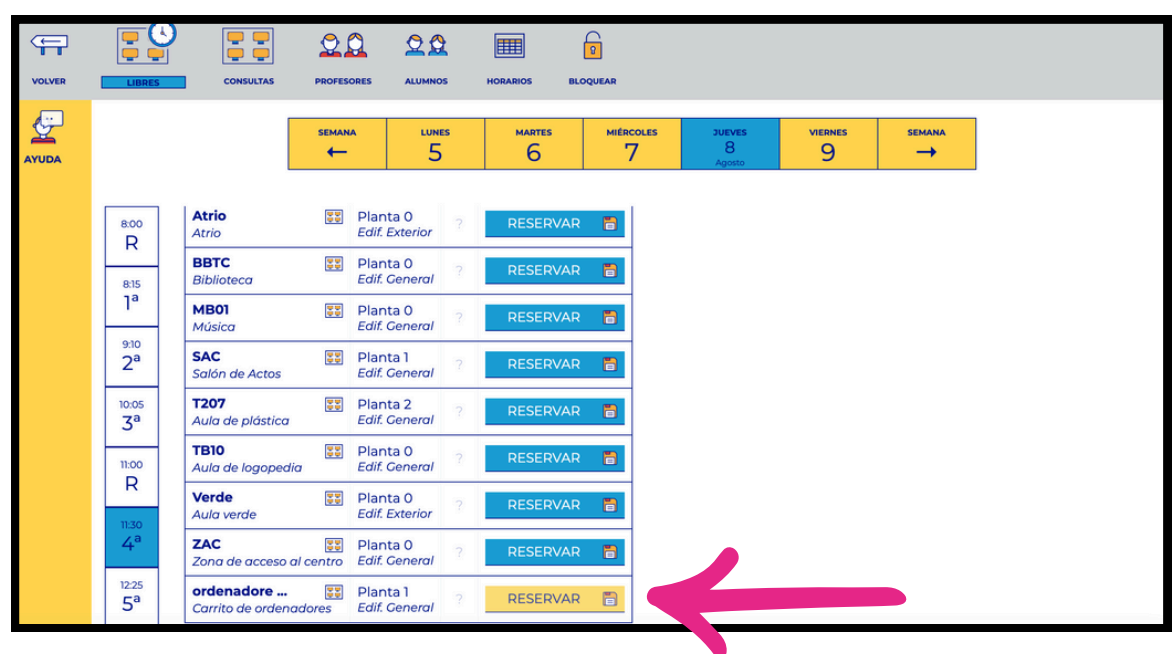 VOLVER
LIBRES
CONSULTAS
PROFESORES
ALUMNOS
HORARIOS
BLOQUEAR
AYUDA
SEMANA
←
LUNES
5
MARTES
6
MIÉRCOLES
7
JUEVES
8
Agosto
VIERNES
9
SEMANA
→
8:00
R
8:15
1ª
9:10
2ª
10:05
3ª
11:00
R
11:30
4ª
12:25
5ª
Atrio Planta 0 ? RESERVAR
Atrio Edif. Exterior
BBTC Planta 0 ? RESERVAR
Biblioteca Edif. General
MB01 Planta 0 ? RESERVAR
Música Edif. General
SAC Planta 1 ? RESERVAR
Salón de Actos Edif. General
T207 Planta 2 ? RESERVAR
Aula de plástica Edif. General
TB10 Planta 0 ? RESERVAR
Aula de logopedia Edif. General
Verde Planta 0 ? RESERVAR
Aula verde Edif. Exterior
ZAC Planta 0 ? RESERVAR
Zona de acceso al centro Edif. General
ordenadore ... Planta 1 ? RESERVAR
Carrito de ordenadores Edif. General